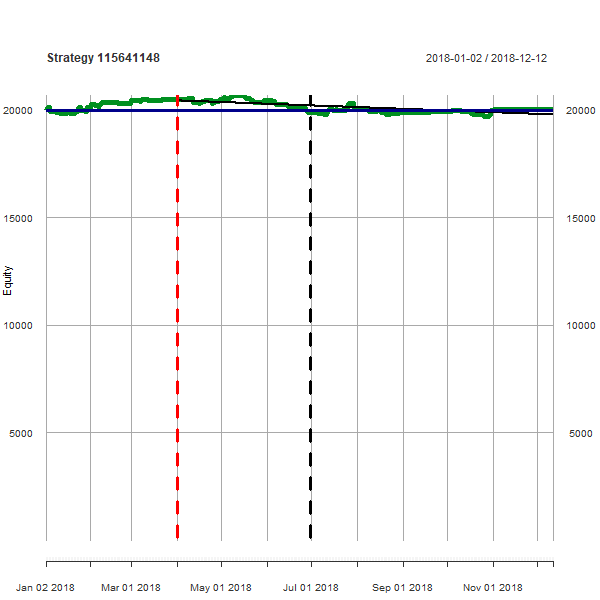 Strategy 115641148
2018-01-02 / 2018-12-12
20000
20000
15000
15000
Equity
10000
10000
5000
5000
Jan 02 2018
Mar 01 2018
May 01 2018
Jul 01 2018
Sep 01 2018
Nov 01 2018